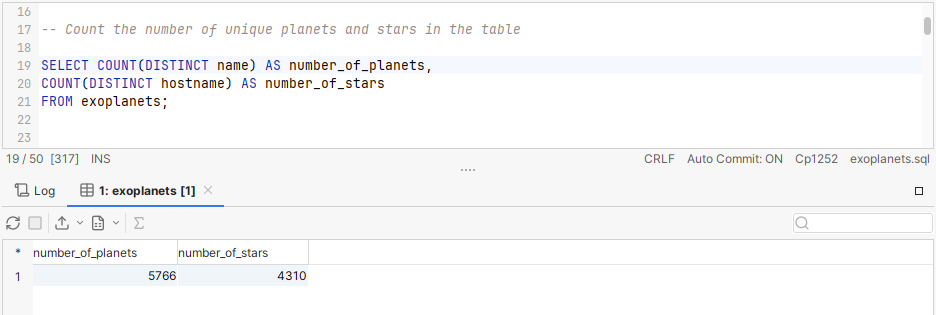 16
17 -- Count the number of unique planets and stars in the table
18
19 SELECT COUNT(DISTINCT name) AS number_of_planets,
20 COUNT(DISTINCT hostname) AS number_of_stars
21 FROM exoplanets;
22
23
19 / 50 [317] INS CRLF Auto Commit: ON Cp1252 exoplanets.sql
Log 1: exoplanets [1]
* number_of_planets number_of_stars
1 5766 4310